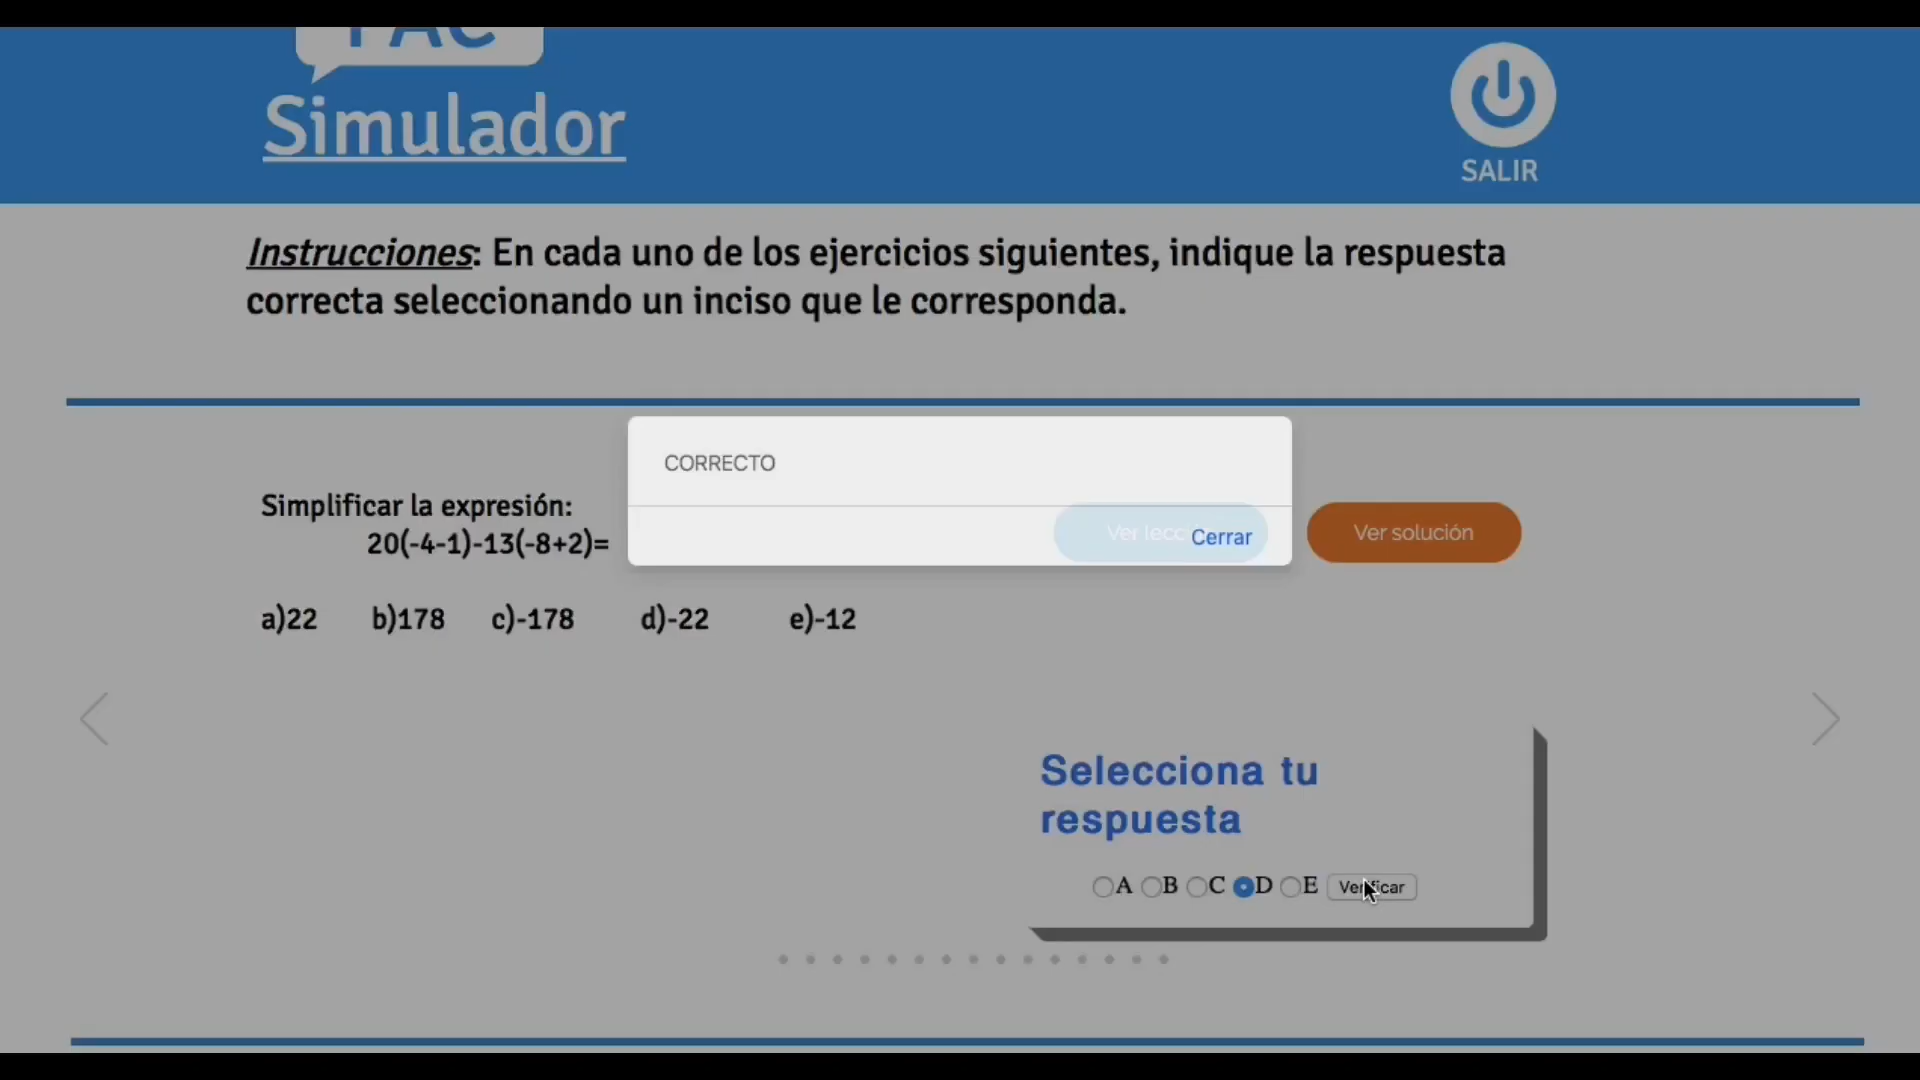 Simulador
SALIR
Instrucciones: En cada uno de los ejercicios siguientes, indique la respuesta
correcta seleccionando un inciso que le corresponda.
CORRECTO
Simplificar la expresión:
20(-4-1)-13(-8+2)=
Ver
Cerrar
Ver solución
a)22 b)178 c)-178 d)-22 e)-12
Selecciona tu
respuesta
A B C D E Verificar